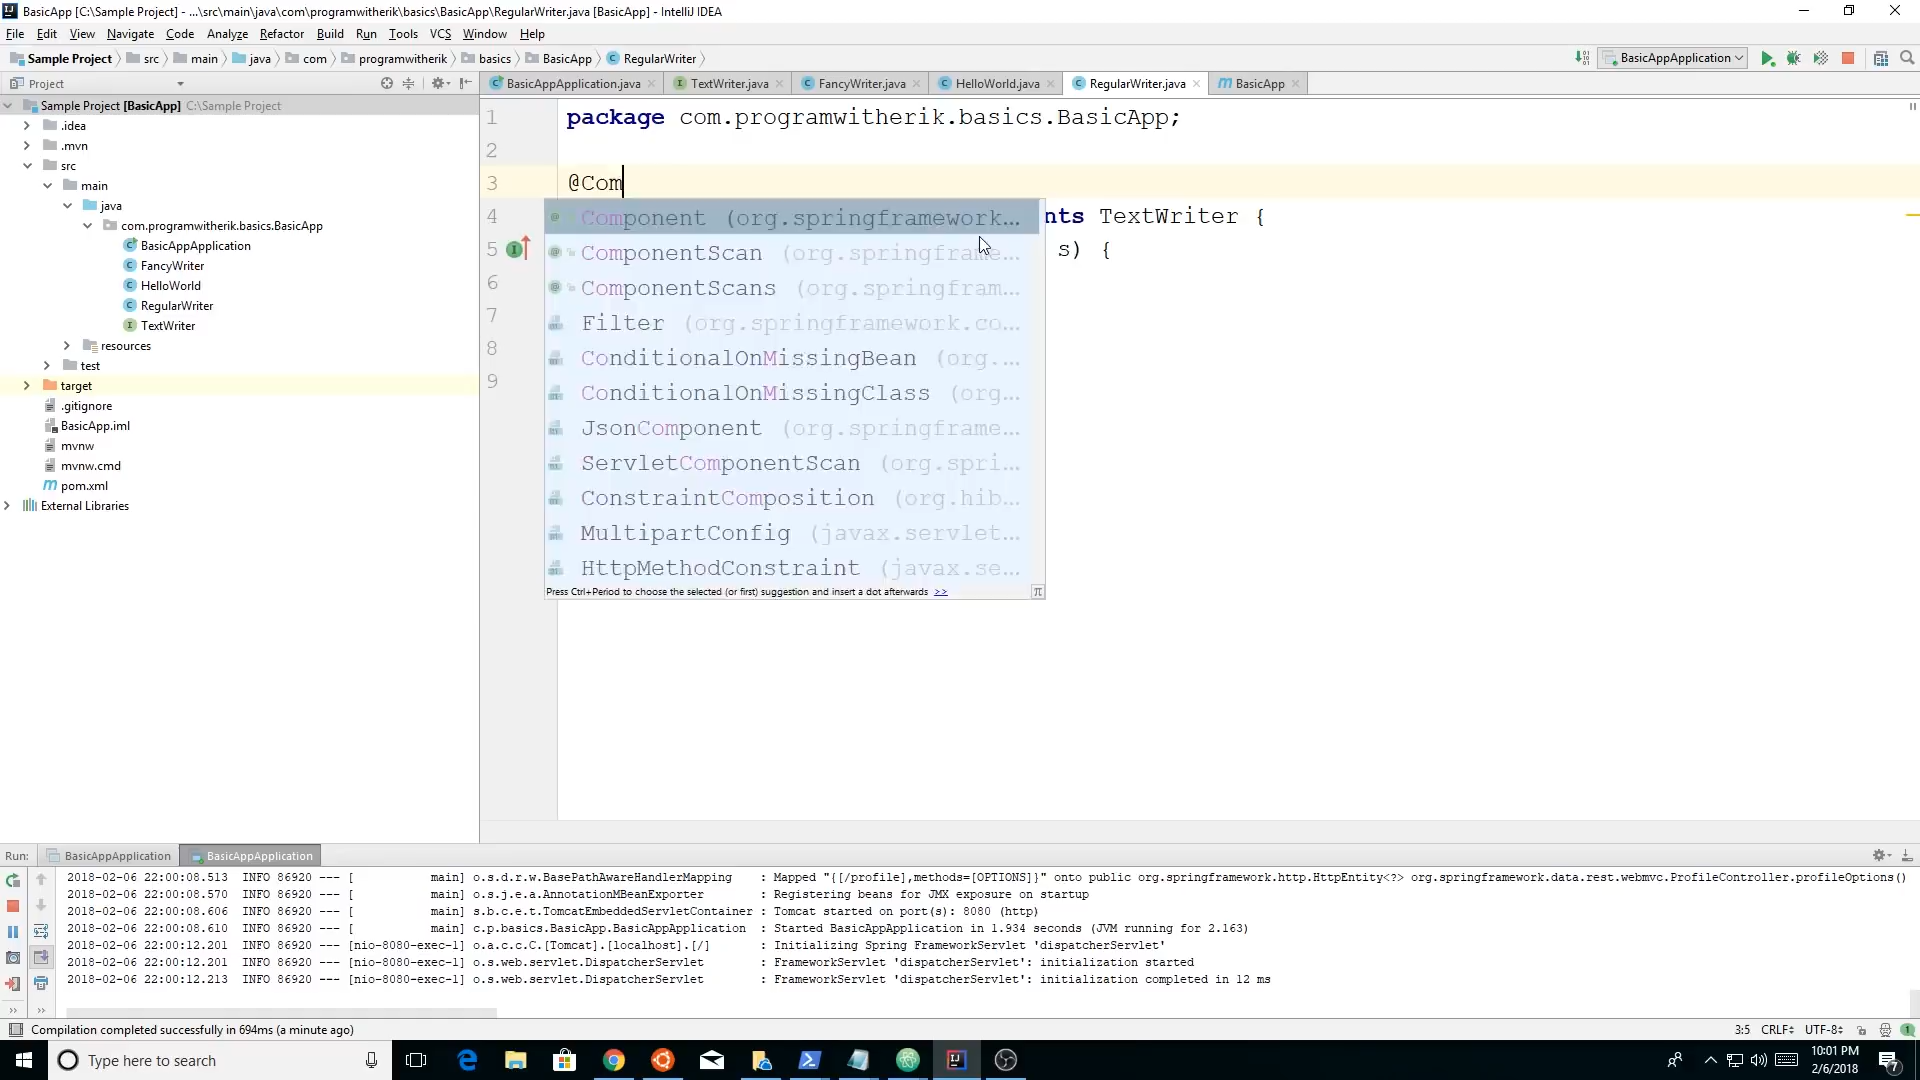 BasicApp [C:\Sample Project] - ...\src\main\java\com\programwitherik\basics\BasicApp\RegularWriter.java [BasicApp] - IntelliJ IDEA
File Edit View Navigate Code Analyze Refactor Build Run Tools VCS Window Help
Sample Project src main java com programwitherik basics BasicApp RegularWriter BasicAppApplication
Project BasicAppApplication.java TextWriter.java FancyWriter.java HelloWorld.java RegularWriter.java BasicApp
Sample Project [BasicApp] C:\Sample Project
.idea
.mvn
src
main
java
com.programwitherik.basics.BasicApp
BasicAppApplication
FancyWriter
HelloWorld
RegularWriter
TextWriter
resources
test
target
.gitignore
BasicApp.iml
mvnw
mvnw.cmd
pom.xml
External Libraries
1 package com.programwitherik.basics.BasicApp;
2
3 @Com
4 nts TextWriter {
5 s) {
6
7
8
9
Component (org.springframework...
ComponentScan (org.springframe...
ComponentScans (org.springfram...
Filter (org.springframework.co...
ConditionalOnMissingBean (org....
ConditionalOnMissingClass (org...
JsonComponent (org.springframe...
ServletComponentScan (org.spri...
ConstraintComposition (org.hib...
MultipartConfig (javax.servlet...
HttpMethodConstraint (javax.se...
Press Ctrl+Period to choose the selected (or first) suggestion and insert a dot afterwards >> π
Run: BasicAppApplication BasicAppApplication
2018-02-06 22:00:08.513 INFO 86920 --- [ main] o.s.d.r.w.BasePathAwareHandlerMapping : Mapped "{[/profile],methods=[OPTIONS]}" onto public org.springframework.http.HttpEntity<?> org.springframework.data.rest.webmvc.ProfileController.profileOptions()
2018-02-06 22:00:08.570 INFO 86920 --- [ main] o.s.j.e.a.AnnotationMBeanExporter : Registering beans for JMX exposure on startup
2018-02-06 22:00:08.606 INFO 86920 --- [ main] s.b.c.e.t.TomcatEmbeddedServletContainer : Tomcat started on port(s): 8080 (http)
2018-02-06 22:00:08.610 INFO 86920 --- [ main] c.p.basics.BasicApp.BasicAppApplication : Started BasicAppApplication in 1.934 seconds (JVM running for 2.163)
2018-02-06 22:00:12.201 INFO 86920 --- [nio-8080-exec-1] o.a.c.c.C.[Tomcat].[localhost].[/] : Initializing Spring FrameworkServlet 'dispatcherServlet'
2018-02-06 22:00:12.201 INFO 86920 --- [nio-8080-exec-1] o.s.web.servlet.DispatcherServlet : FrameworkServlet 'dispatcherServlet': initialization started
2018-02-06 22:00:12.213 INFO 86920 --- [nio-8080-exec-1] o.s.web.servlet.DispatcherServlet : FrameworkServlet 'dispatcherServlet': initialization completed in 12 ms
Compilation completed successfully in 694ms (a minute ago) 3:5 CRLF UTF-8 1
Type here to search
10:01 PM
2/6/2018
7